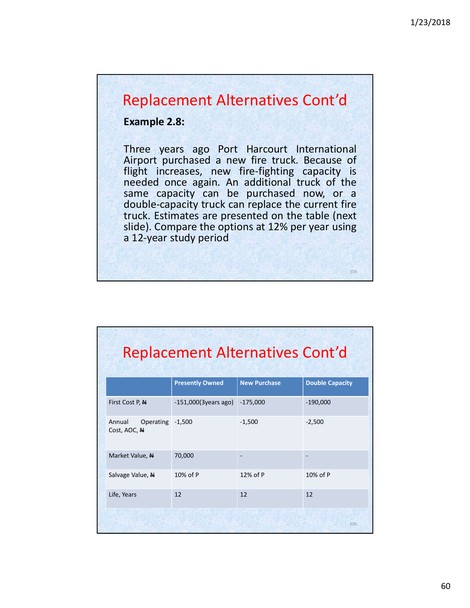 1/23/2018
Replacement Alternatives Cont’d
Example 2.8:
Three years ago Port Harcourt International
Airport purchased a new fire truck. Because of
flight increases, new fire-fighting capacity is
needed once again. An additional truck of the
same capacity can be purchased now, or a
double-capacity truck can replace the current fire
truck. Estimates are presented on the table (next
slide). Compare the options at 12% per year using
a 12-year study period
Replacement Alternatives Cont’d
Presently Owned New Purchase Double Capacity
First Cost P, N -151,000(3years ago) -175,000 -190,000
Annual Operating -1,500 -1,500 -2,500
Cost, AOC, N
Market Value, N 70,000 - -
Salvage Value, N 10% of P 12% of P 10% of P
Life, Years 12 12 12
60